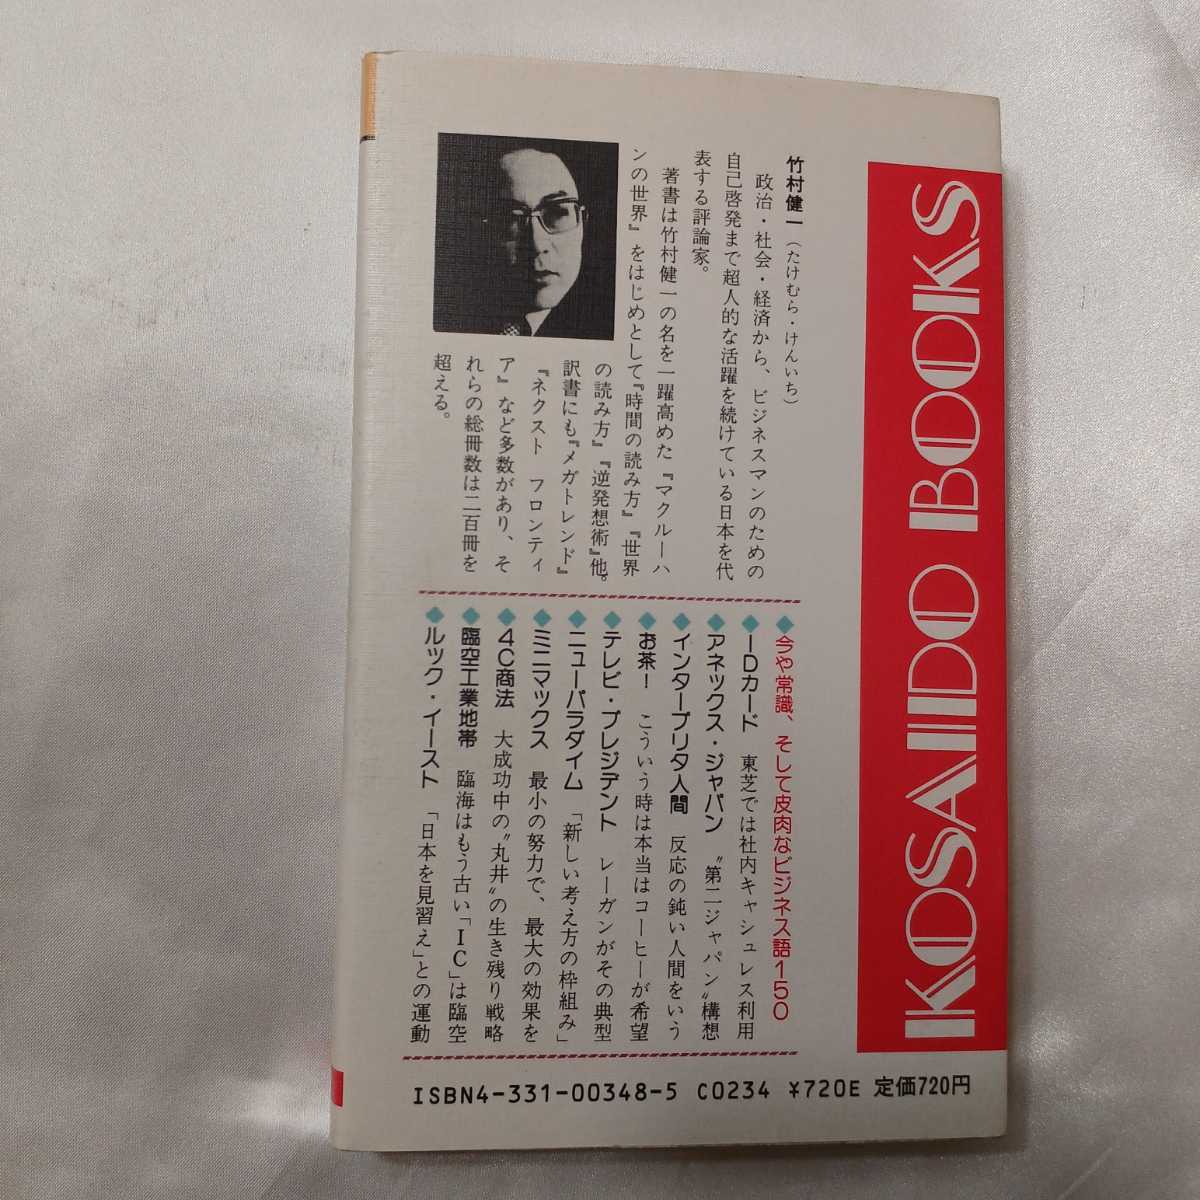 KOSAIDO BOOKS
竹村健一（たけむら・けんいち）
政治・社会・経済から、ビジネスマンのための
自己啓発まで超人的な活躍を続けている日本を代
表する評論家。
著書は竹村健一の名を一躍高めた『マクルーハ
ンの世界』をはじめとして『時間の読み方』『世界
の読み方』『逆発想術』他。
訳書にも『メガトレンド』
『ネクスト フロンティ
ア』など多数があり、そ
れらの総冊数は二百冊を
超える。
◆今や常識、そして皮肉なビジネス語150
◆IDカード 東芝では社内キャシュレス利用
◆アネックス・ジャパン 〝第二ジャパン〟構想
◆インタープリタ人間 反応の鈍い人間をいう
◆お茶！ こういう時は本当はコーヒーが希望
◆テレビ・プレジデント レーガンがその典型
◆ニューパラダイム 「新しい考え方の枠組み」
◆ミニマックス 最小の努力で、最大の効果を
◆4C商法 大成功中の〝丸井〟の生き残り戦略
◆臨空工業地帯 臨海はもう古い「IC」は臨空
◆ルック・イースト 「日本を見習え」との運動
ISBN4-331-00348-5 C0234 ¥720E 定価720円